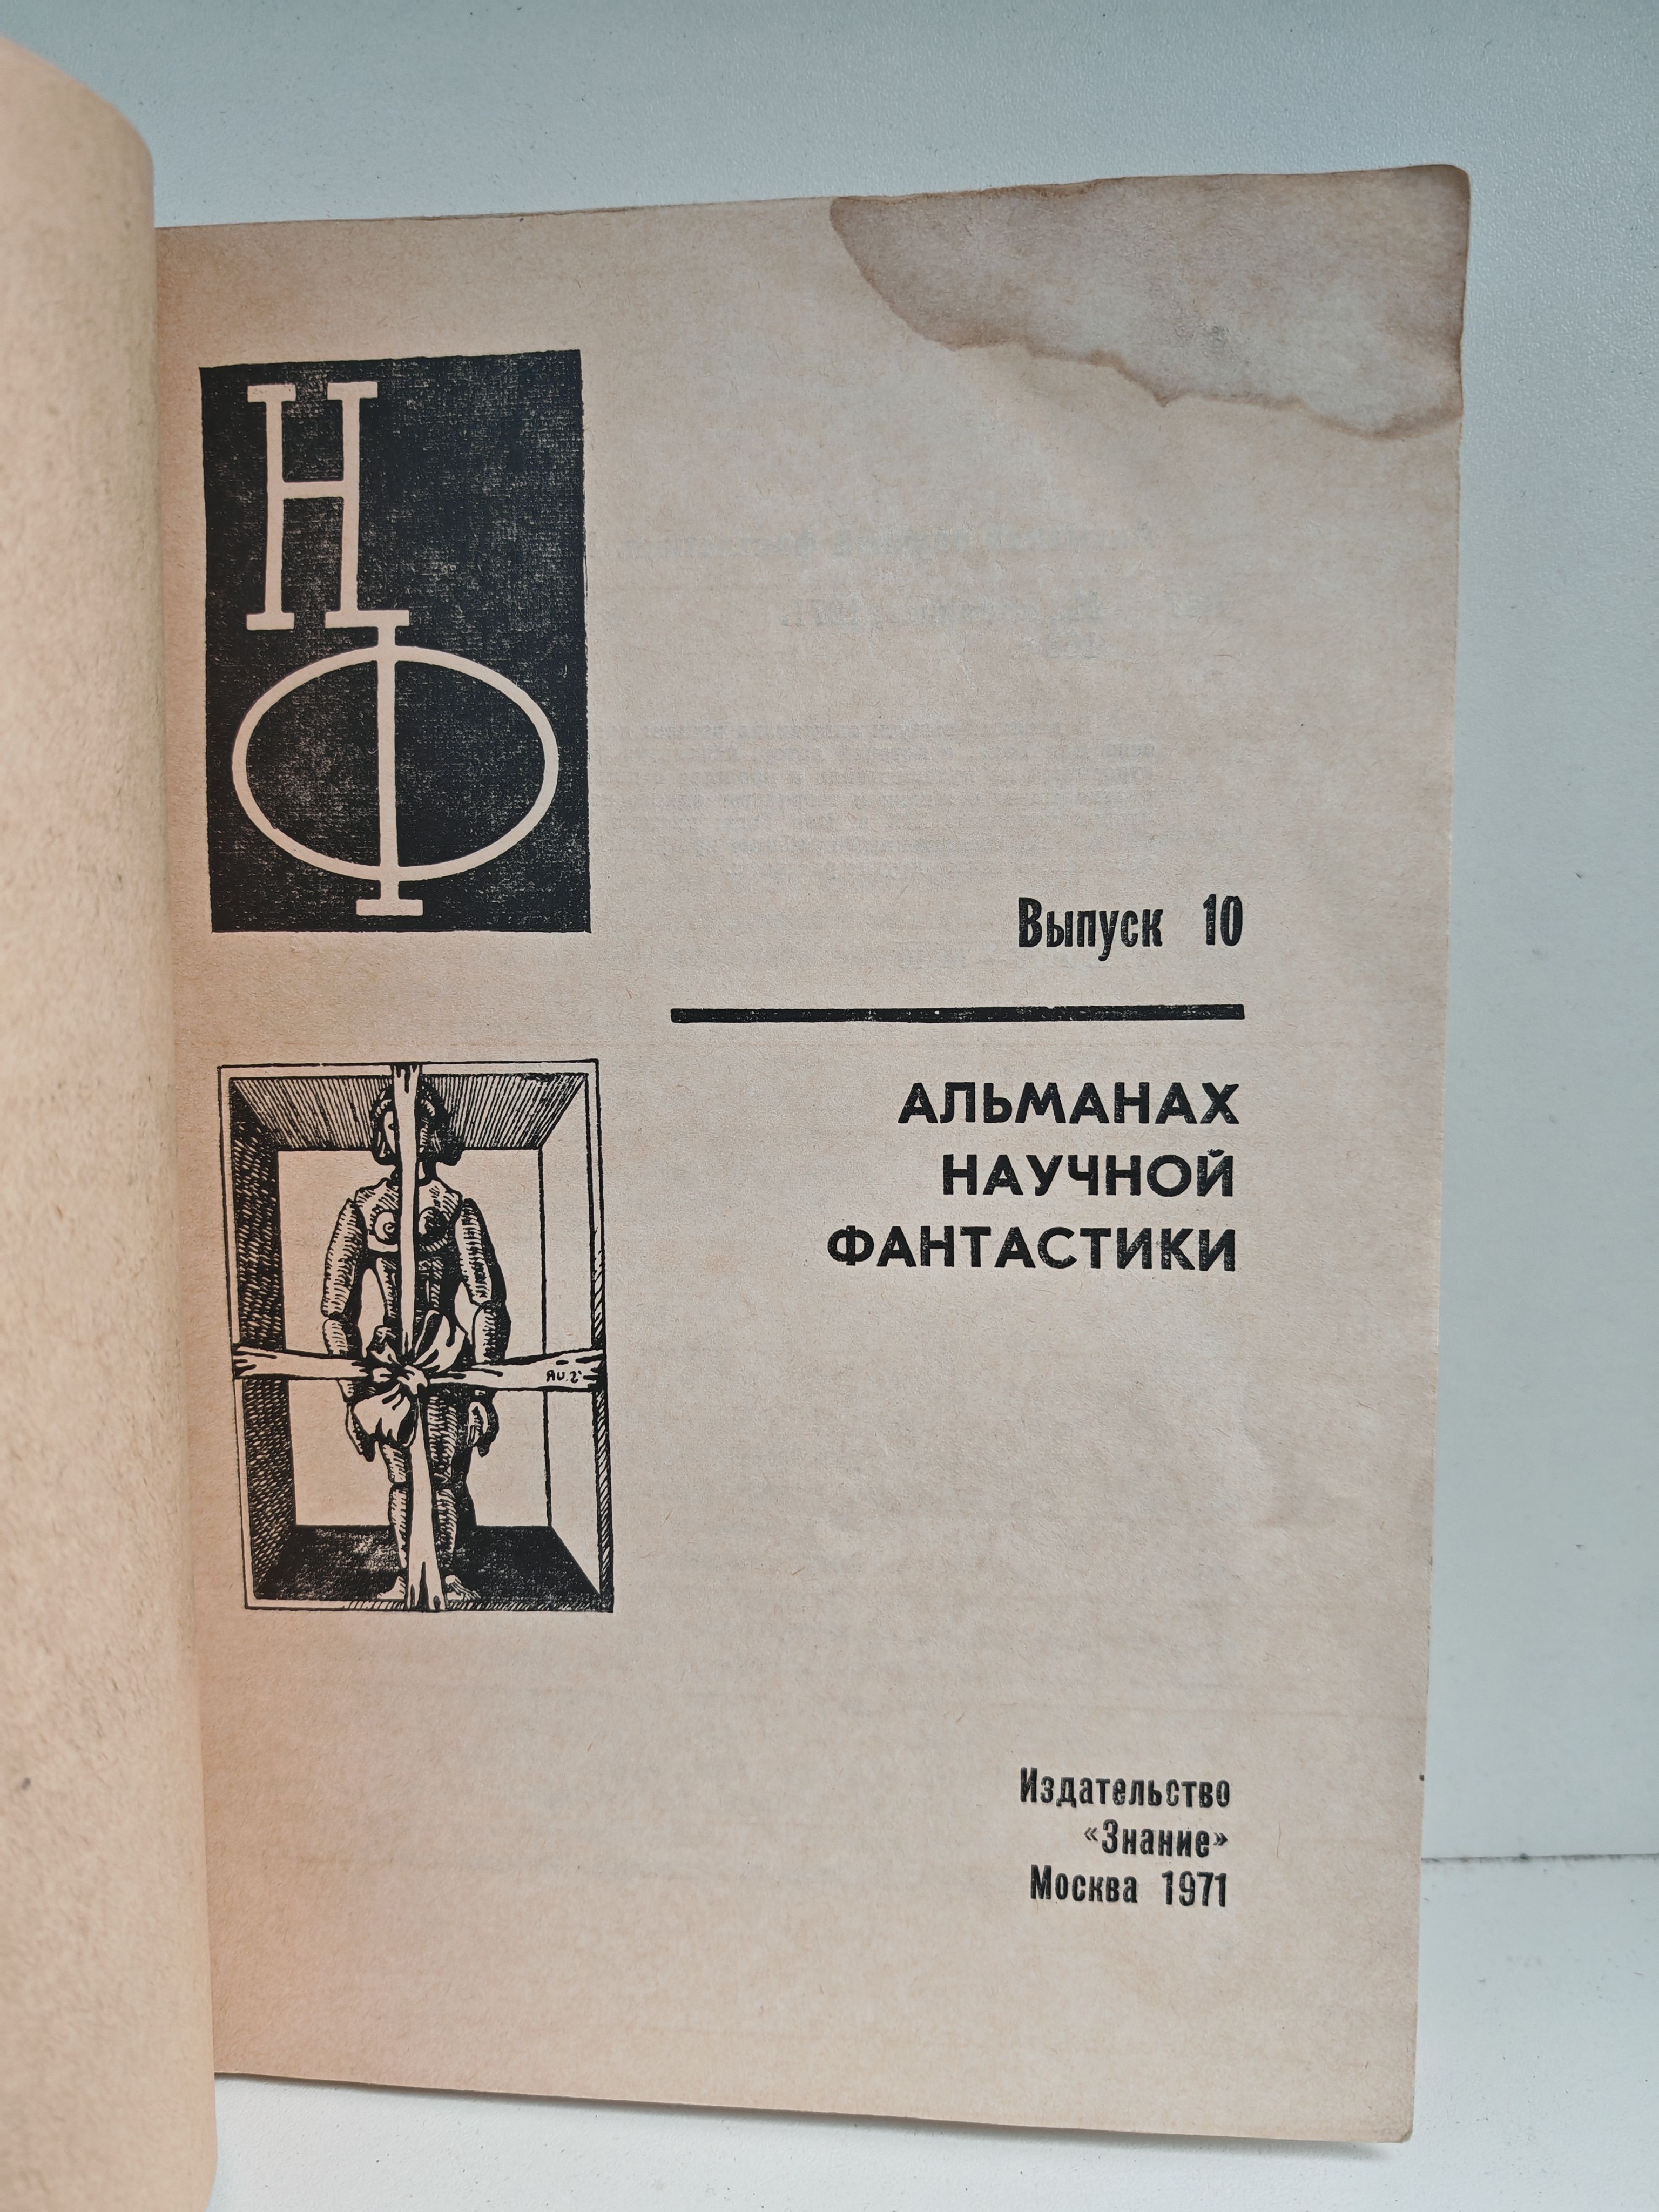 НФ
Выпуск 10
АЛЬМАНАХ
НАУЧНОЙ
ФАНТАСТИКИ
Издательство
«Знание»
Москва 1971